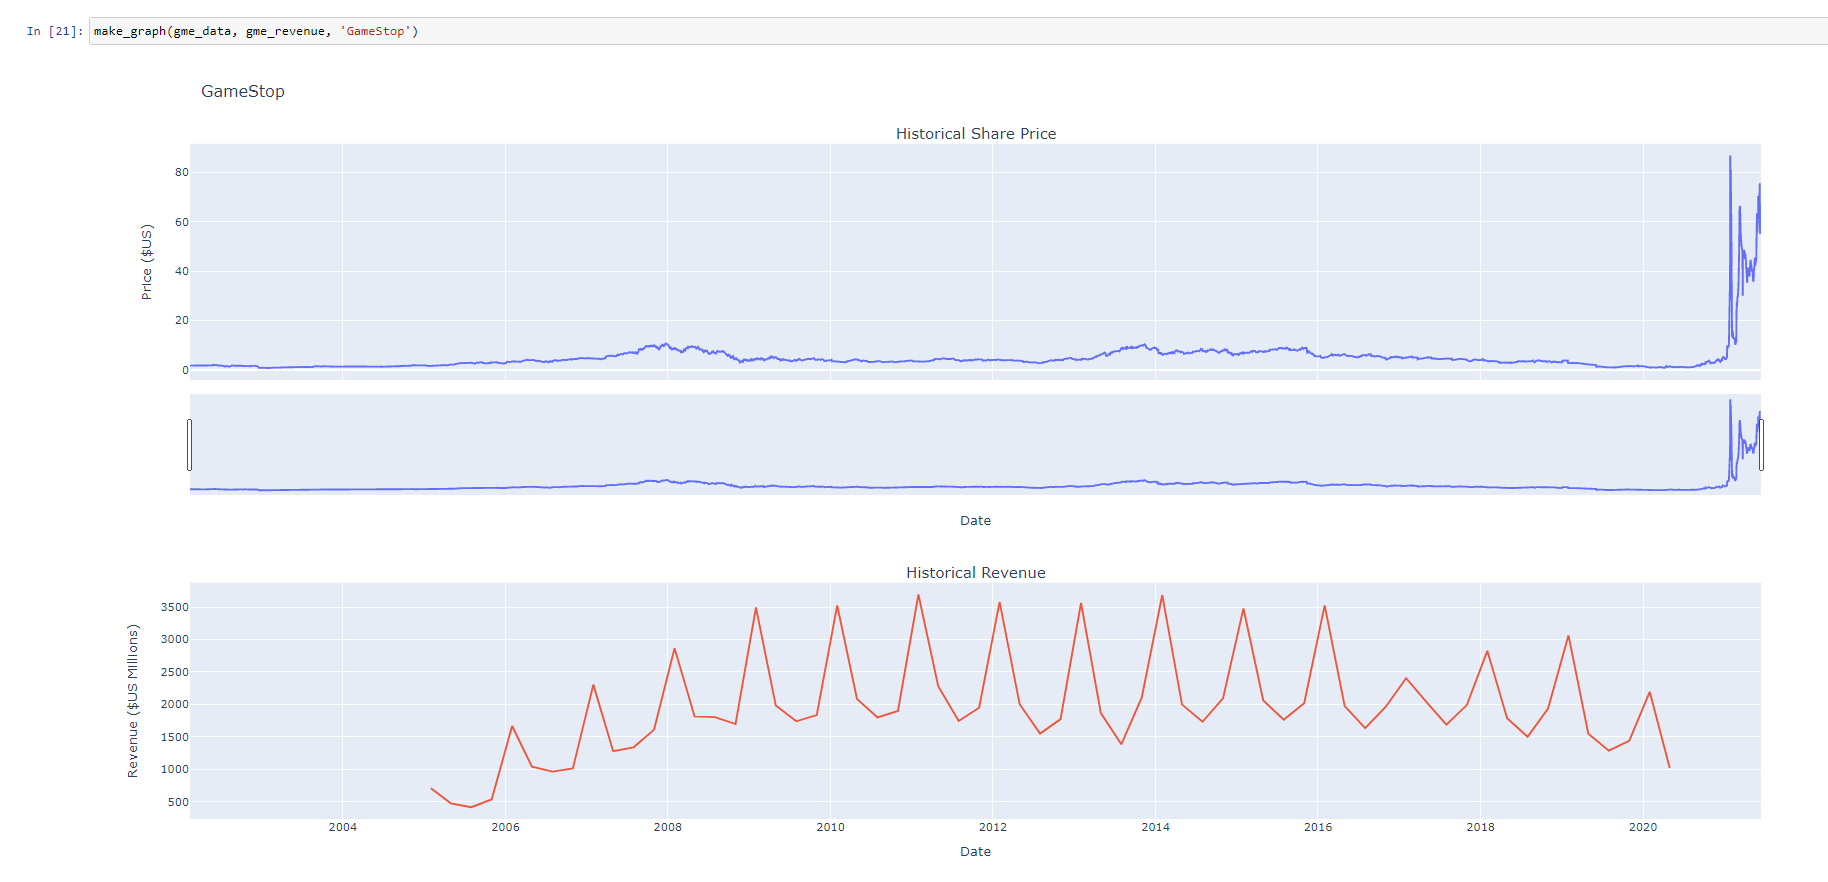 In [21]: make_graph(gme_data, gme_revenue, 'GameStop')
GameStop
Historical Share Price
Price ($US)
80
60
40
20
0
Date
Historical Revenue
Revenue ($US Millions)
3500
3000
2500
2000
1500
1000
500
2004 2006 2008 2010 2012 2014 2016 2018 2020
Date